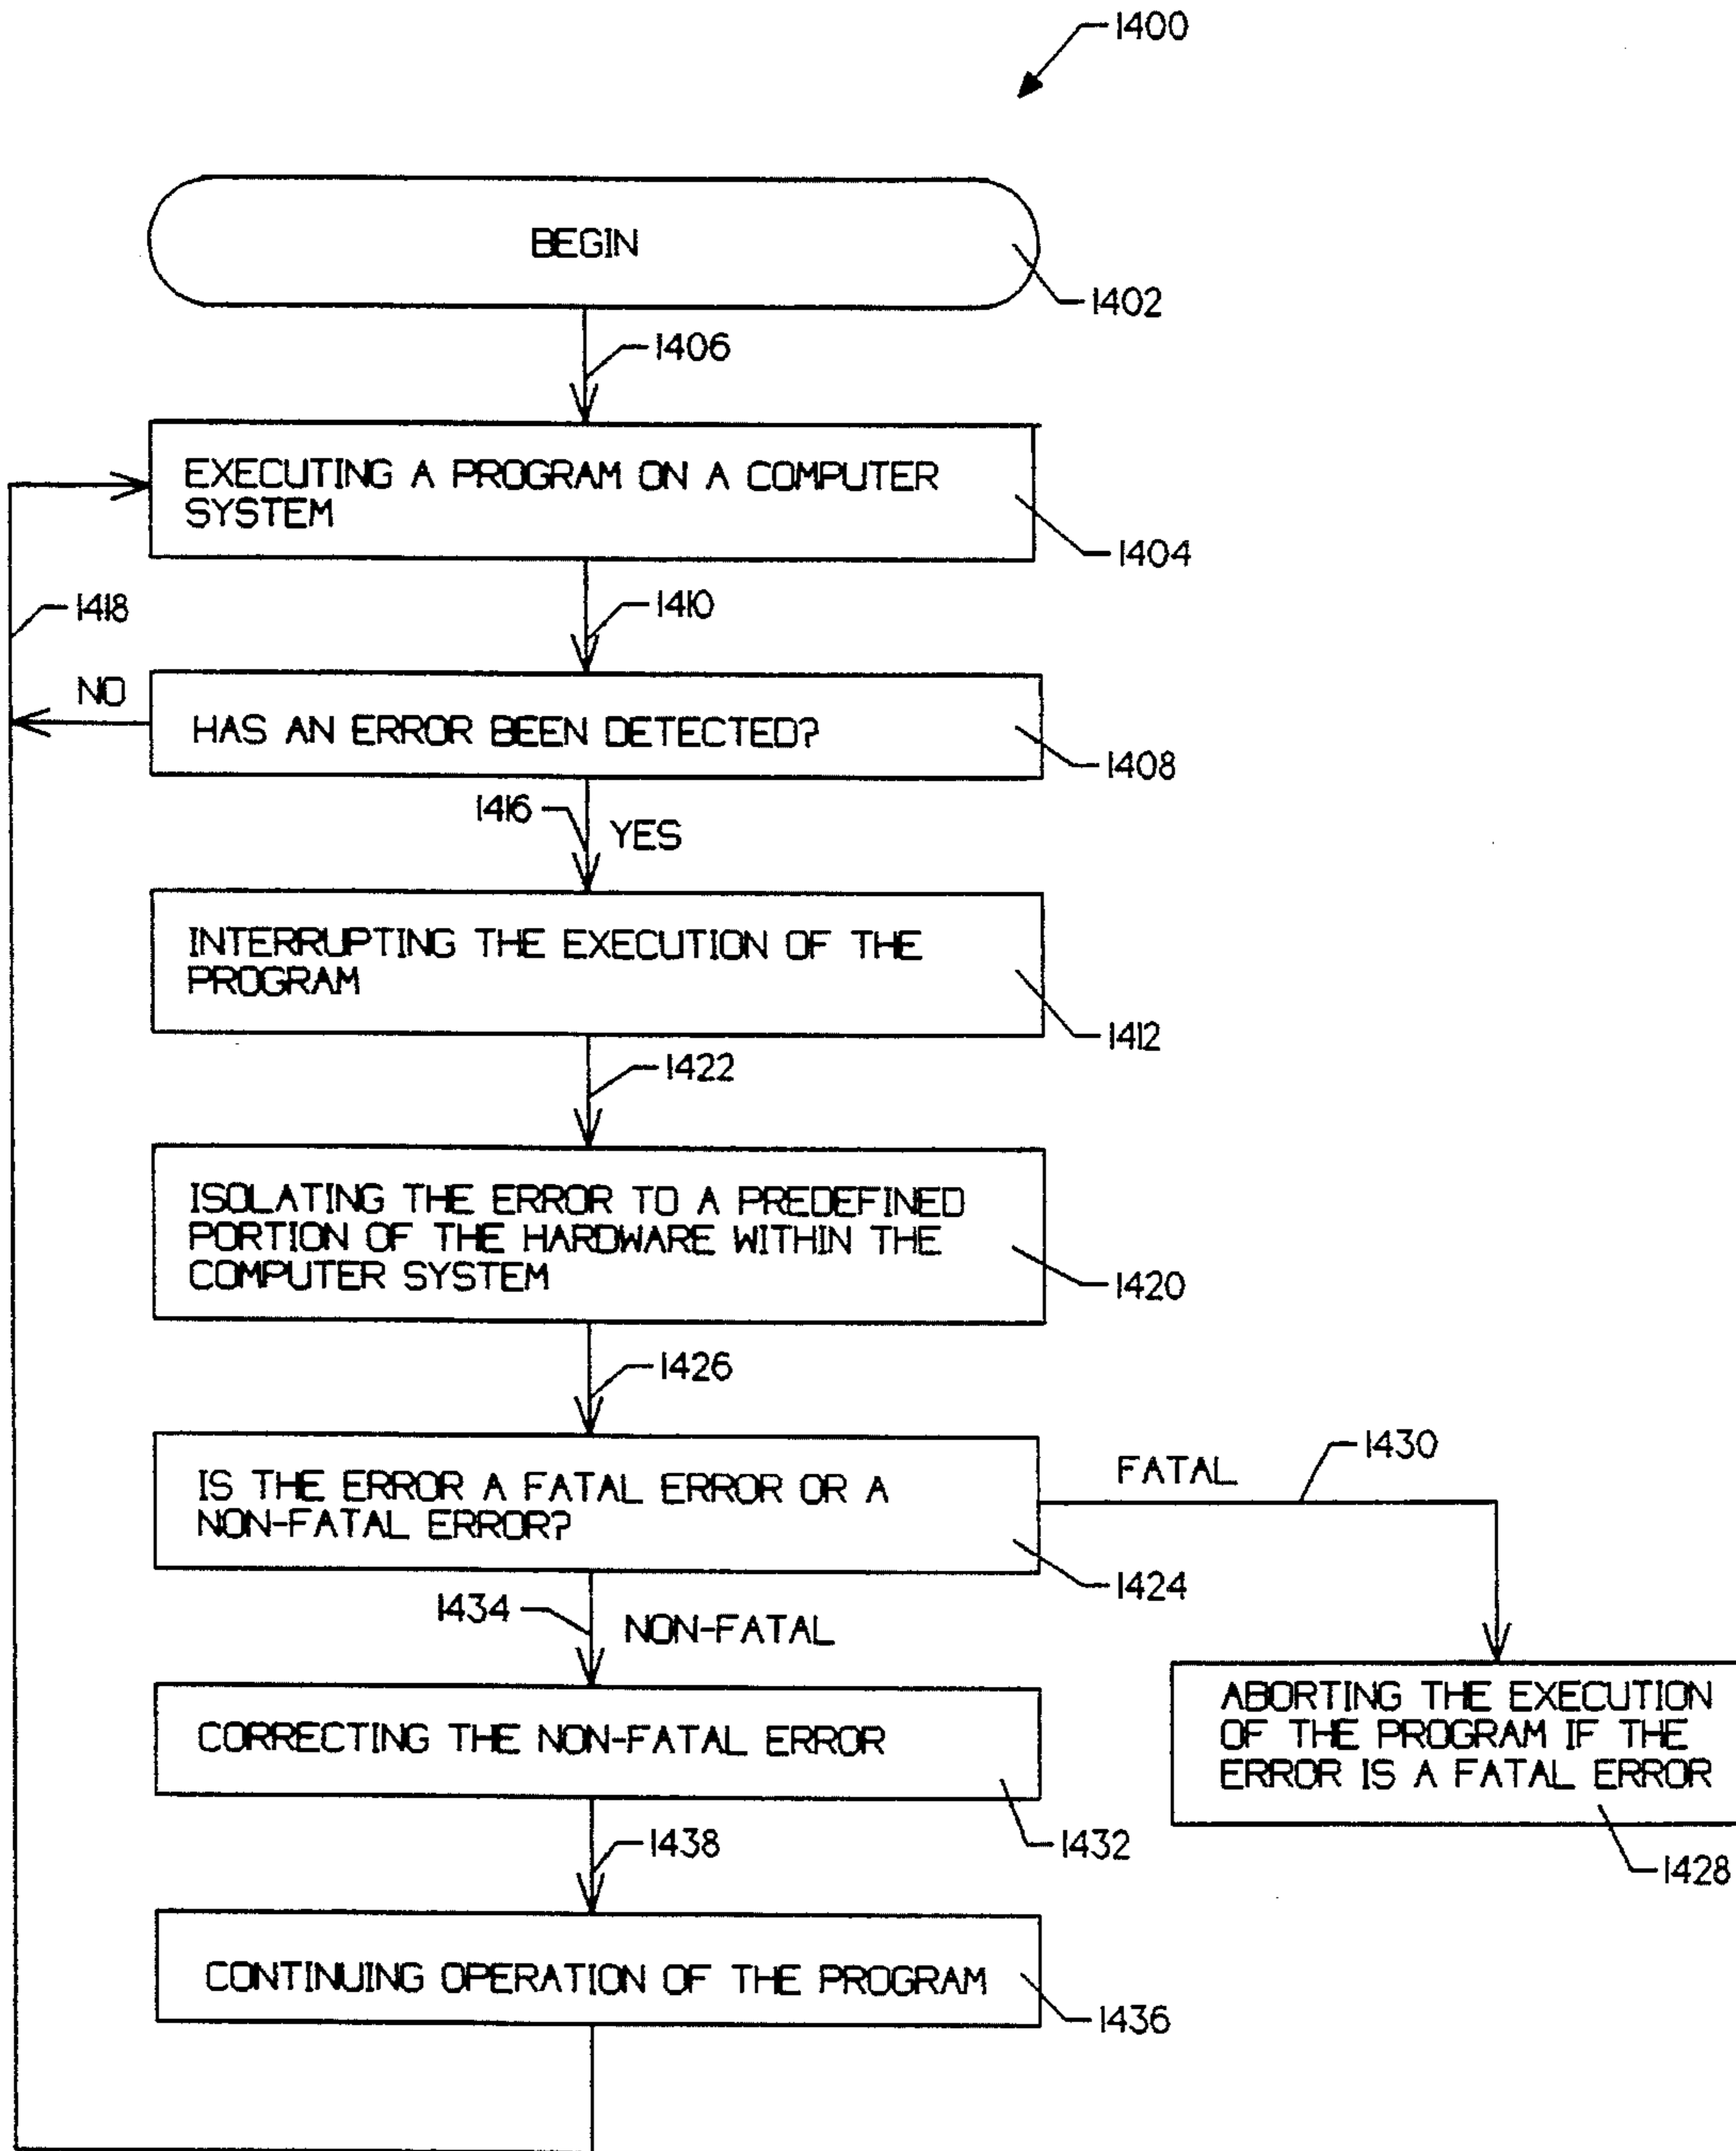 1400
BEGIN
1402
1406
EXECUTING A PROGRAM ON A COMPUTER
SYSTEM
1404
1418
1410
NO
HAS AN ERROR BEEN DETECTED?
1408
1416
YES
INTERRUPTING THE EXECUTION OF THE
PROGRAM
1412
1422
ISOLATING THE ERROR TO A PREDEFINED
PORTION OF THE HARDWARE WITHIN THE
COMPUTER SYSTEM
1420
1426
IS THE ERROR A FATAL ERROR OR A
NON-FATAL ERROR?
1424
FATAL
1430
1434
NON-FATAL
ABORTING THE EXECUTION
OF THE PROGRAM IF THE
ERROR IS A FATAL ERROR
1428
CORRECTING THE NON-FATAL ERROR
1432
1438
CONTINUING OPERATION OF THE PROGRAM
1436